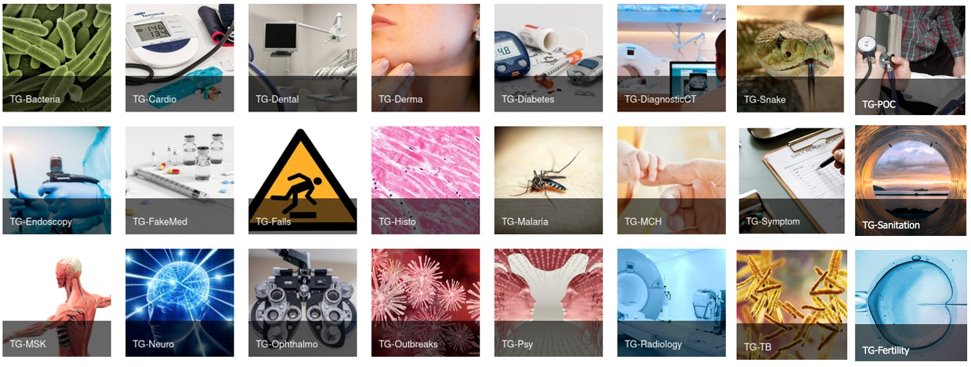 TG-Bacteria
TG-Cardio
TG-Dental
TG-Derma
TG-Diabetes
TG-DiagnosticCT
TG-Snake
TG-POC
TG-Endoscopy
TG-FakeMed
TG-Falls
TG-Histo
TG-Malaria
TG-MCH
TG-Symptom
TG-Sanitation
TG-MSK
TG-Neuro
TG-Ophthalmo
TG-Outbreaks
TG-Psy
TG-Radiology
TG-TB
TG-Fertility